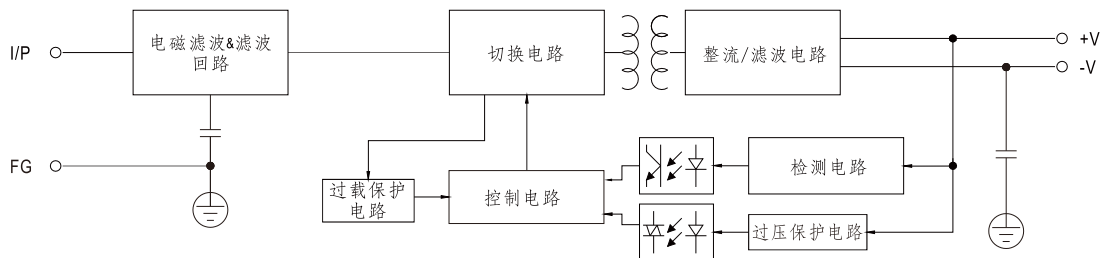 I/P
电磁滤波&滤波
回路
切换电路
整流/滤波电路
+V
-V
FG
过载保护
电路
控制电路
检测电路
过压保护电路